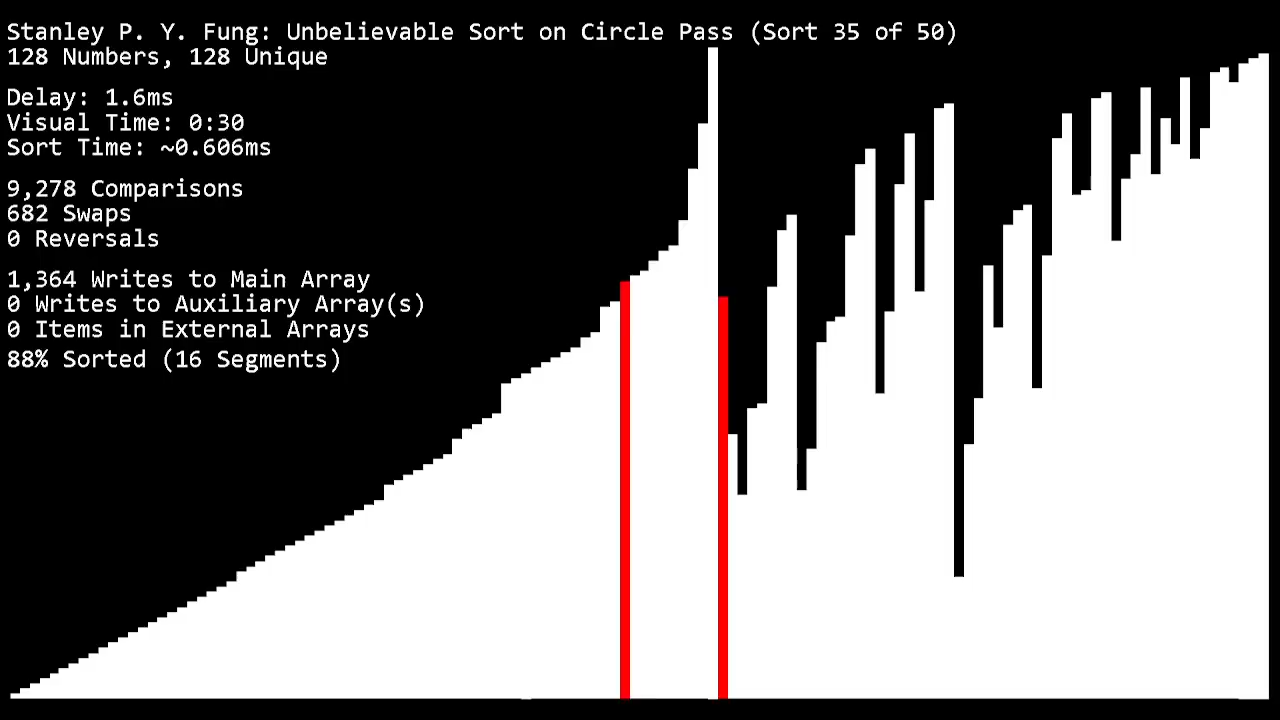 Stanley P. Y. Fung: Unbelievable Sort on Circle Pass (Sort 35 of 50)
128 Numbers, 128 Unique
Delay: 1.6ms
Visual Time: 0:30
Sort Time: ~0.606ms
9,278 Comparisons
682 Swaps
0 Reversals
1,364 Writes to Main Array
0 Writes to Auxiliary Array(s)
0 Items in External Arrays
88% Sorted (16 Segments)